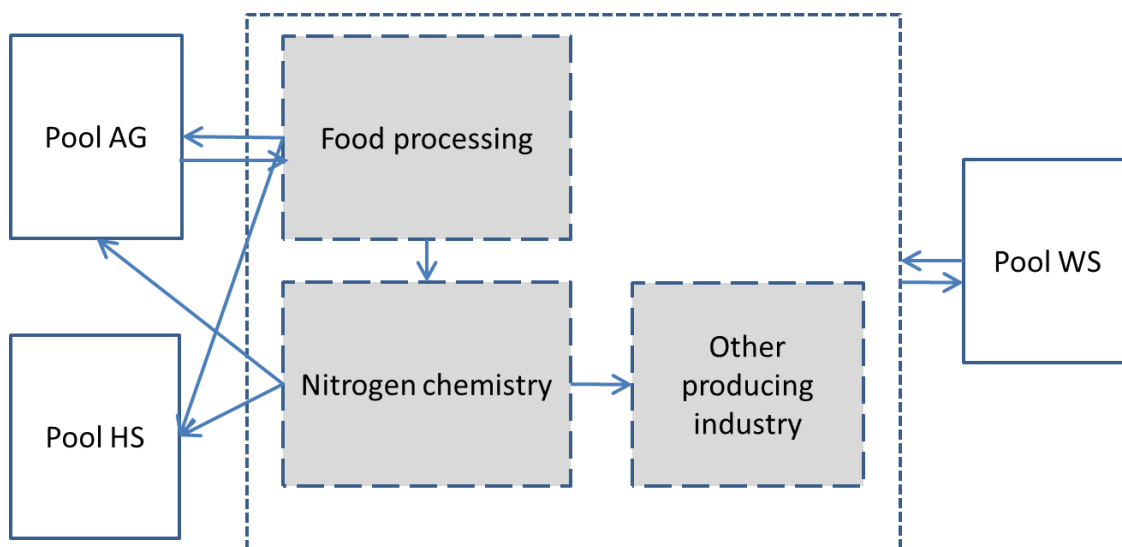 Pool AG
Food processing
Pool WS
Nitrogen chemistry
Other
producing
industry
Pool HS